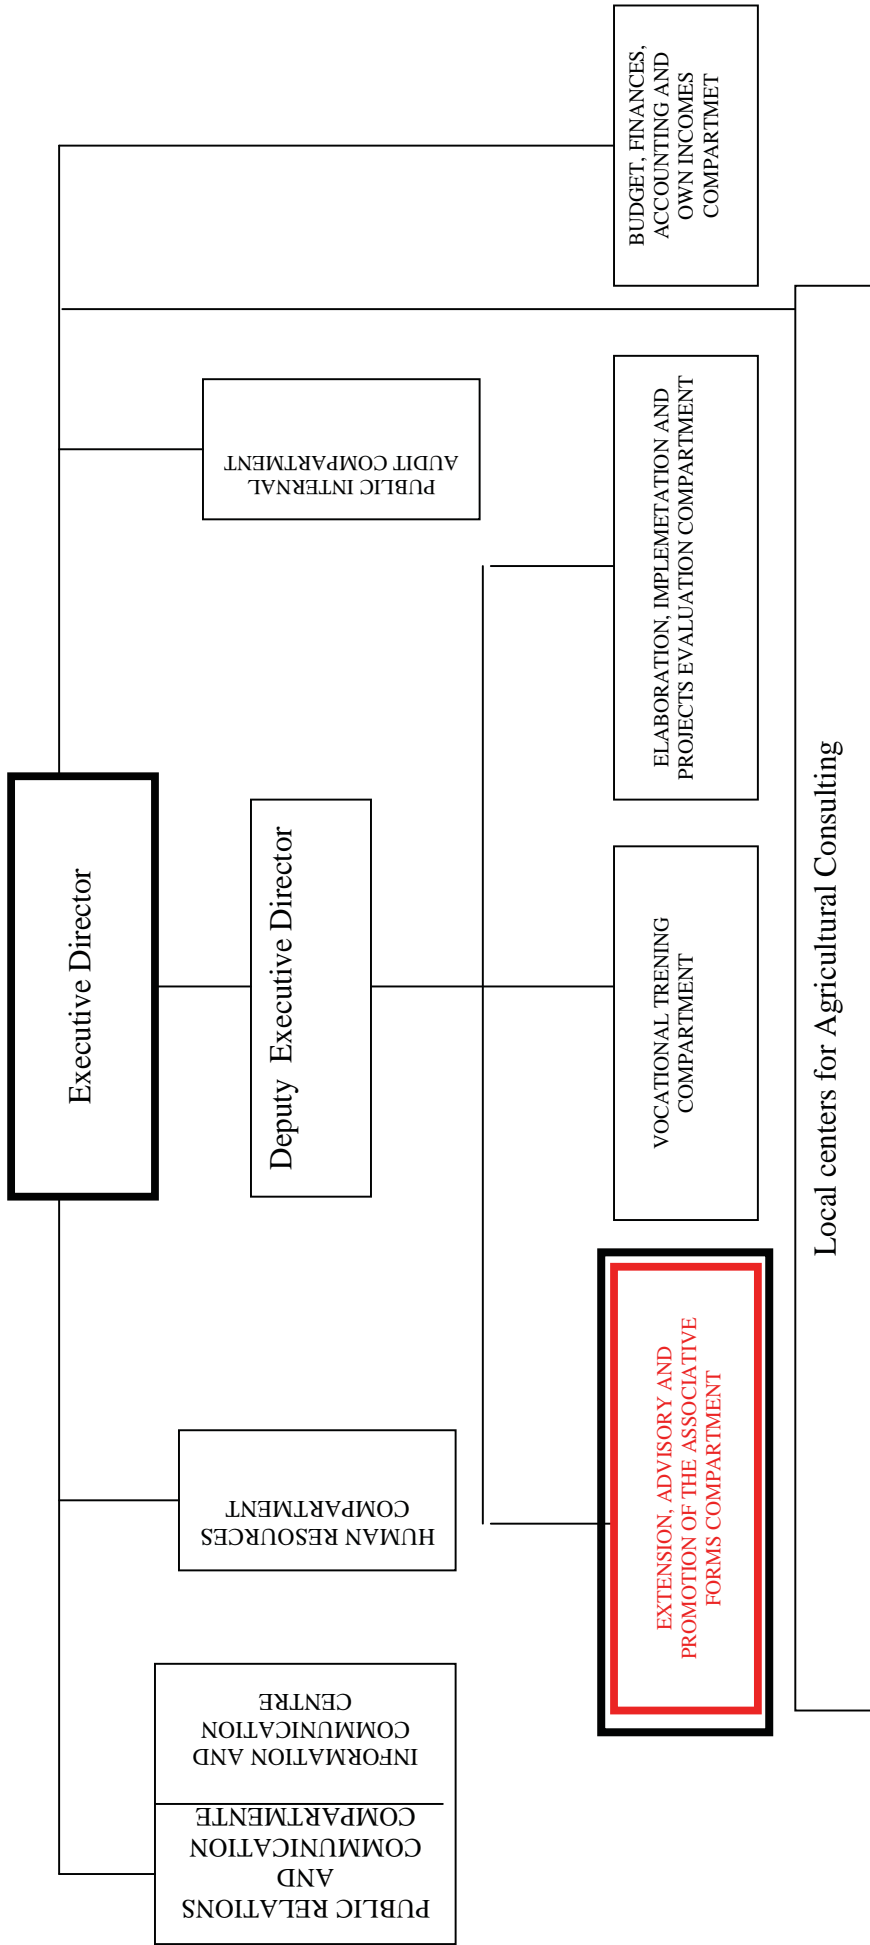 Executive Director
Deputy Executive Director
PUBLIC RELATIONS
AND
COMMUNICATION
COMPARTMENTE
INFORMATION AND
COMMUNICATION
CENTRE
HUMAN RESOURCES
COMPARTMENT
PUBLIC INTERNAL
AUDIT COMPARTMENT
EXTENSION, ADVISORY AND
PROMOTION OF THE ASSOCIATIVE
FORMS COMPARTMENT
VOCATIONAL TRENING
COMPARTMENT
ELABORATION, IMPLEMETATION AND
PROJECTS EVALUATION COMPARTMENT
BUDGET, FINANCES,
ACCOUNTING AND
OWN INCOMES
COMPARTMET
Local centers for Agricultural Consulting